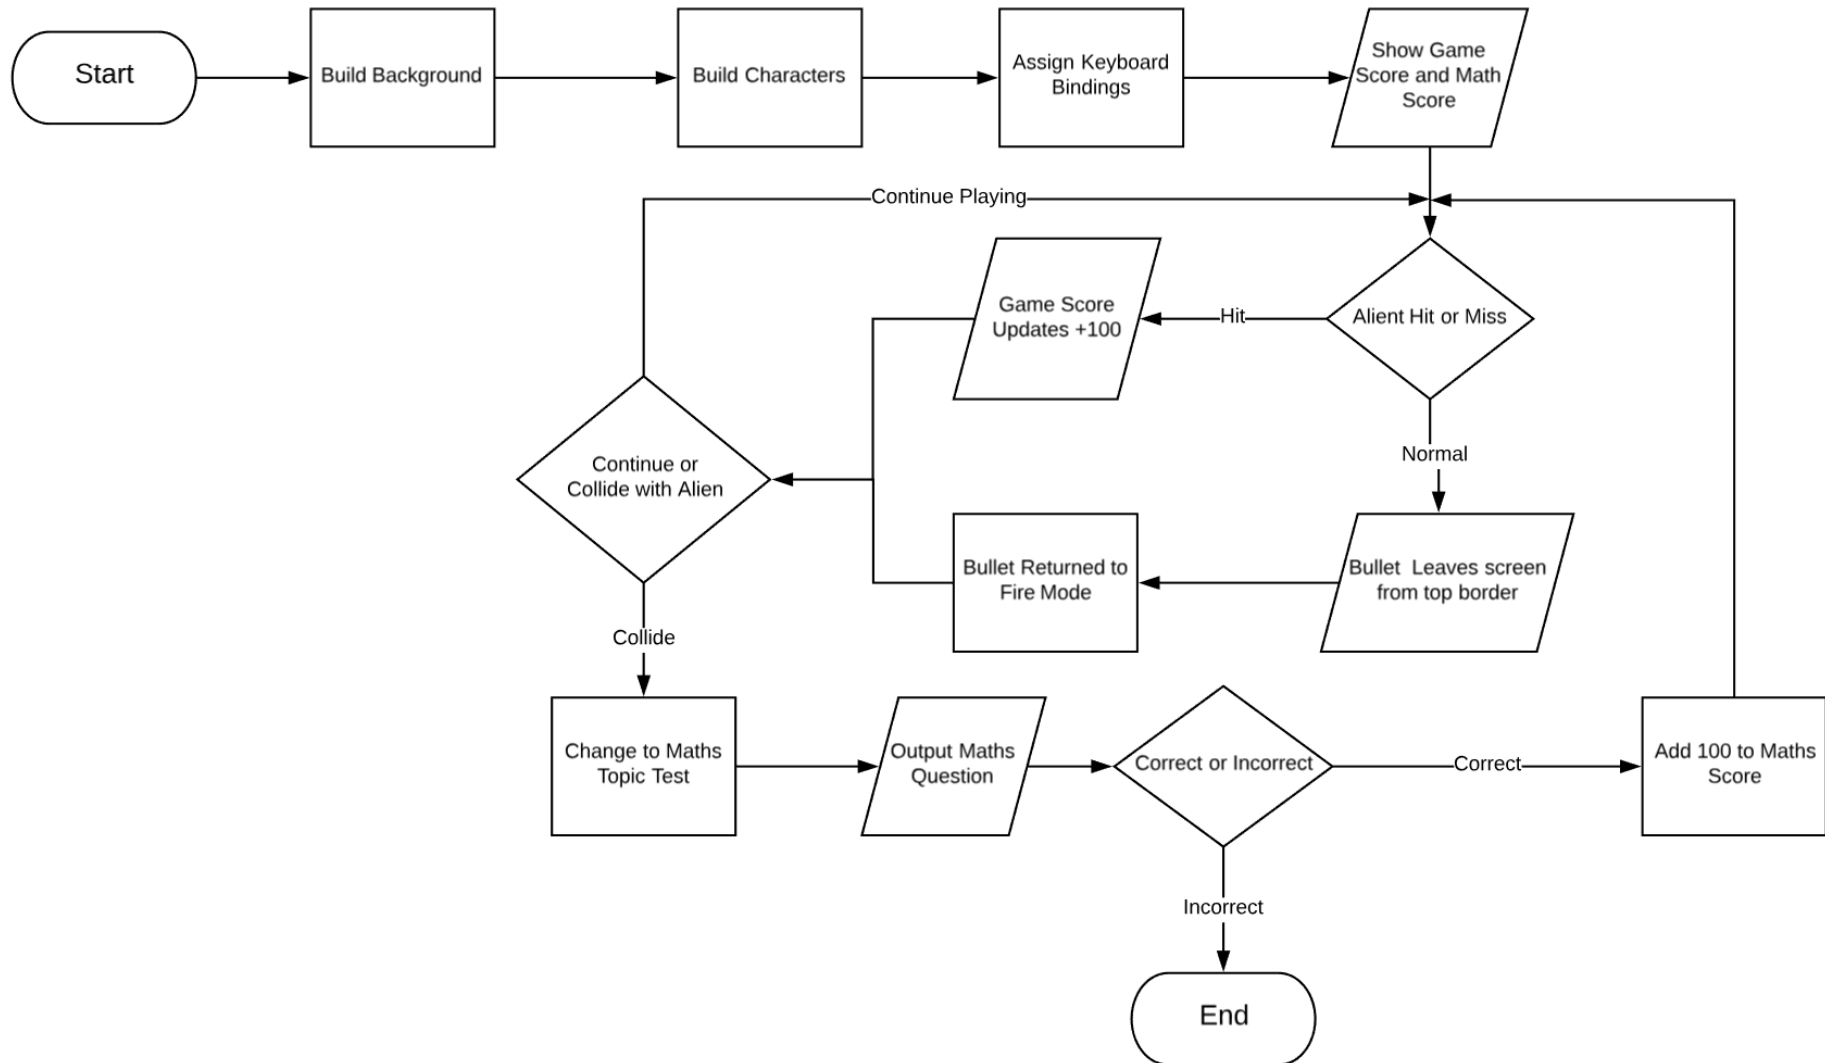 Start
Build Background
Build Characters
Assign Keyboard
Bindings
Show Game
Score and Math
Score
Continue Playing
Game Score
Updates +100
Hit
Alient Hit or Miss
Normal
Continue or
Collide with Alien
Bullet Returned to
Fire Mode
Bullet Leaves screen
from top border
Collide
Change to Maths
Topic Test
Output Maths
Question
Correct or Incorrect
Correct
Add 100 to Maths
Score
Incorrect
End